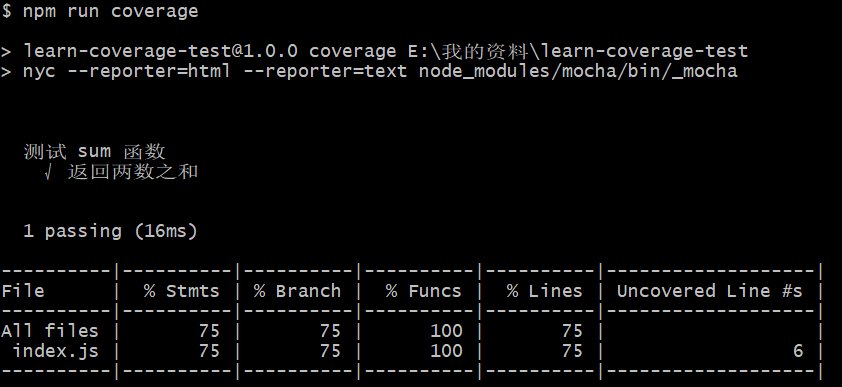 $ npm run coverage
> learn-coverage-test@1.0.0 coverage E:\我的资料\learn-coverage-test
> nyc --reporter=html --reporter=text node_modules/mocha/bin/_mocha
测试 sum 函数
√ 返回两数之和
1 passing (16ms)
----------|----------|----------|----------|----------|-------------------|
File      |  % Stmts | % Branch |  % Funcs |  % Lines | Uncovered Line #s |
----------|----------|----------|----------|----------|-------------------|
All files |       75 |       75 |      100 |       75 |                   |
 index.js |       75 |       75 |      100 |       75 |                 6 |
----------|----------|----------|----------|----------|-------------------|